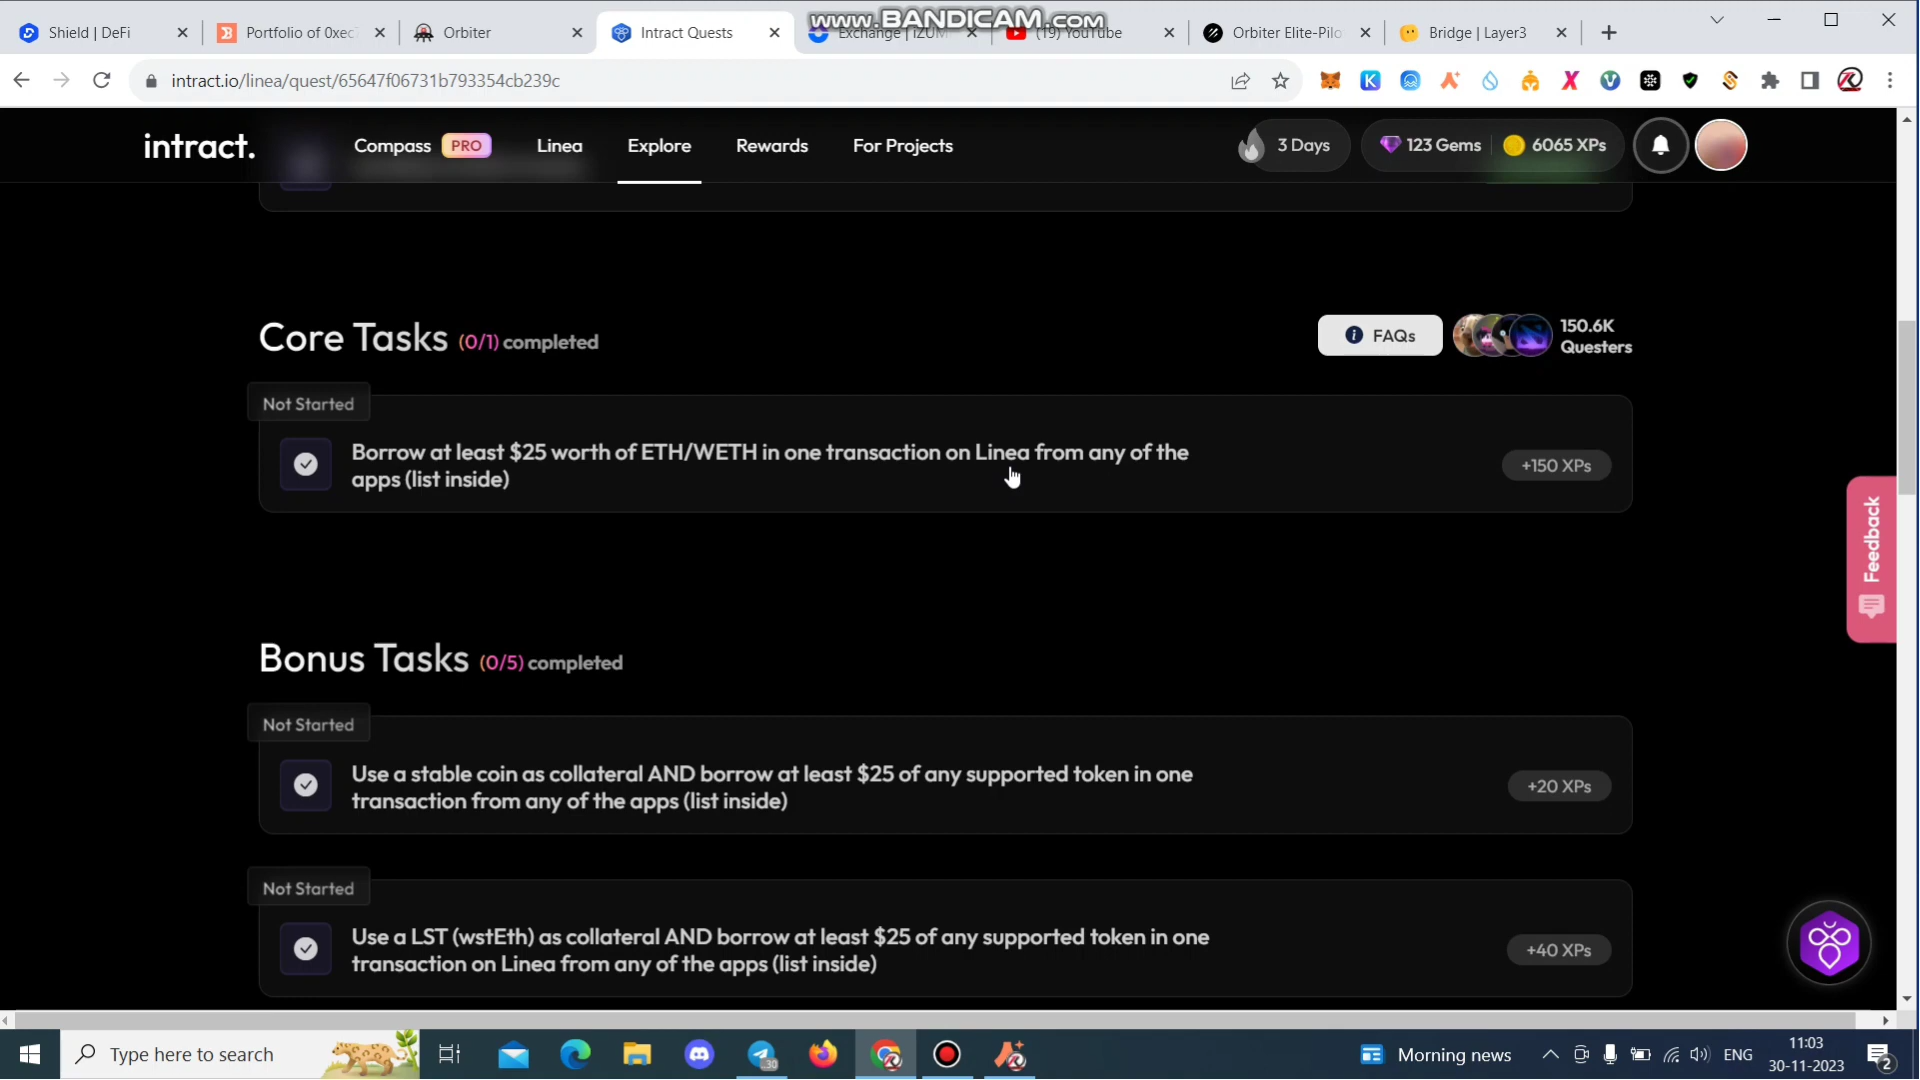 www.BANDICAM.com
Shield | DeFi
Portfolio of 0xec
Orbiter
Intract Quests
Exchange | iZUM
(19) YouTube
Orbiter Elite-Pilo
Bridge | Layer3
intract.io/linea/quest/65647f06731b793354cb239c
intract.
Compass PRO
Linea
Explore
Rewards
For Projects
3 Days
123 Gems
6065 XPs
Core Tasks (0/1) completed
FAQs
150.6K
Questers
Not Started
Borrow at least $25 worth of ETH/WETH in one transaction on Linea from any of the
apps (list inside)
+150 XPs
Feedback
Bonus Tasks (0/5) completed
Not Started
Use a stable coin as collateral AND borrow at least $25 of any supported token in one
transaction from any of the apps (list inside)
+20 XPs
Not Started
Use a LST (wstEth) as collateral AND borrow at least $25 of any supported token in one
transaction on Linea from any of the apps (list inside)
+40 XPs
Type here to search
30
Morning news
ENG
11:03
30-11-2023
2